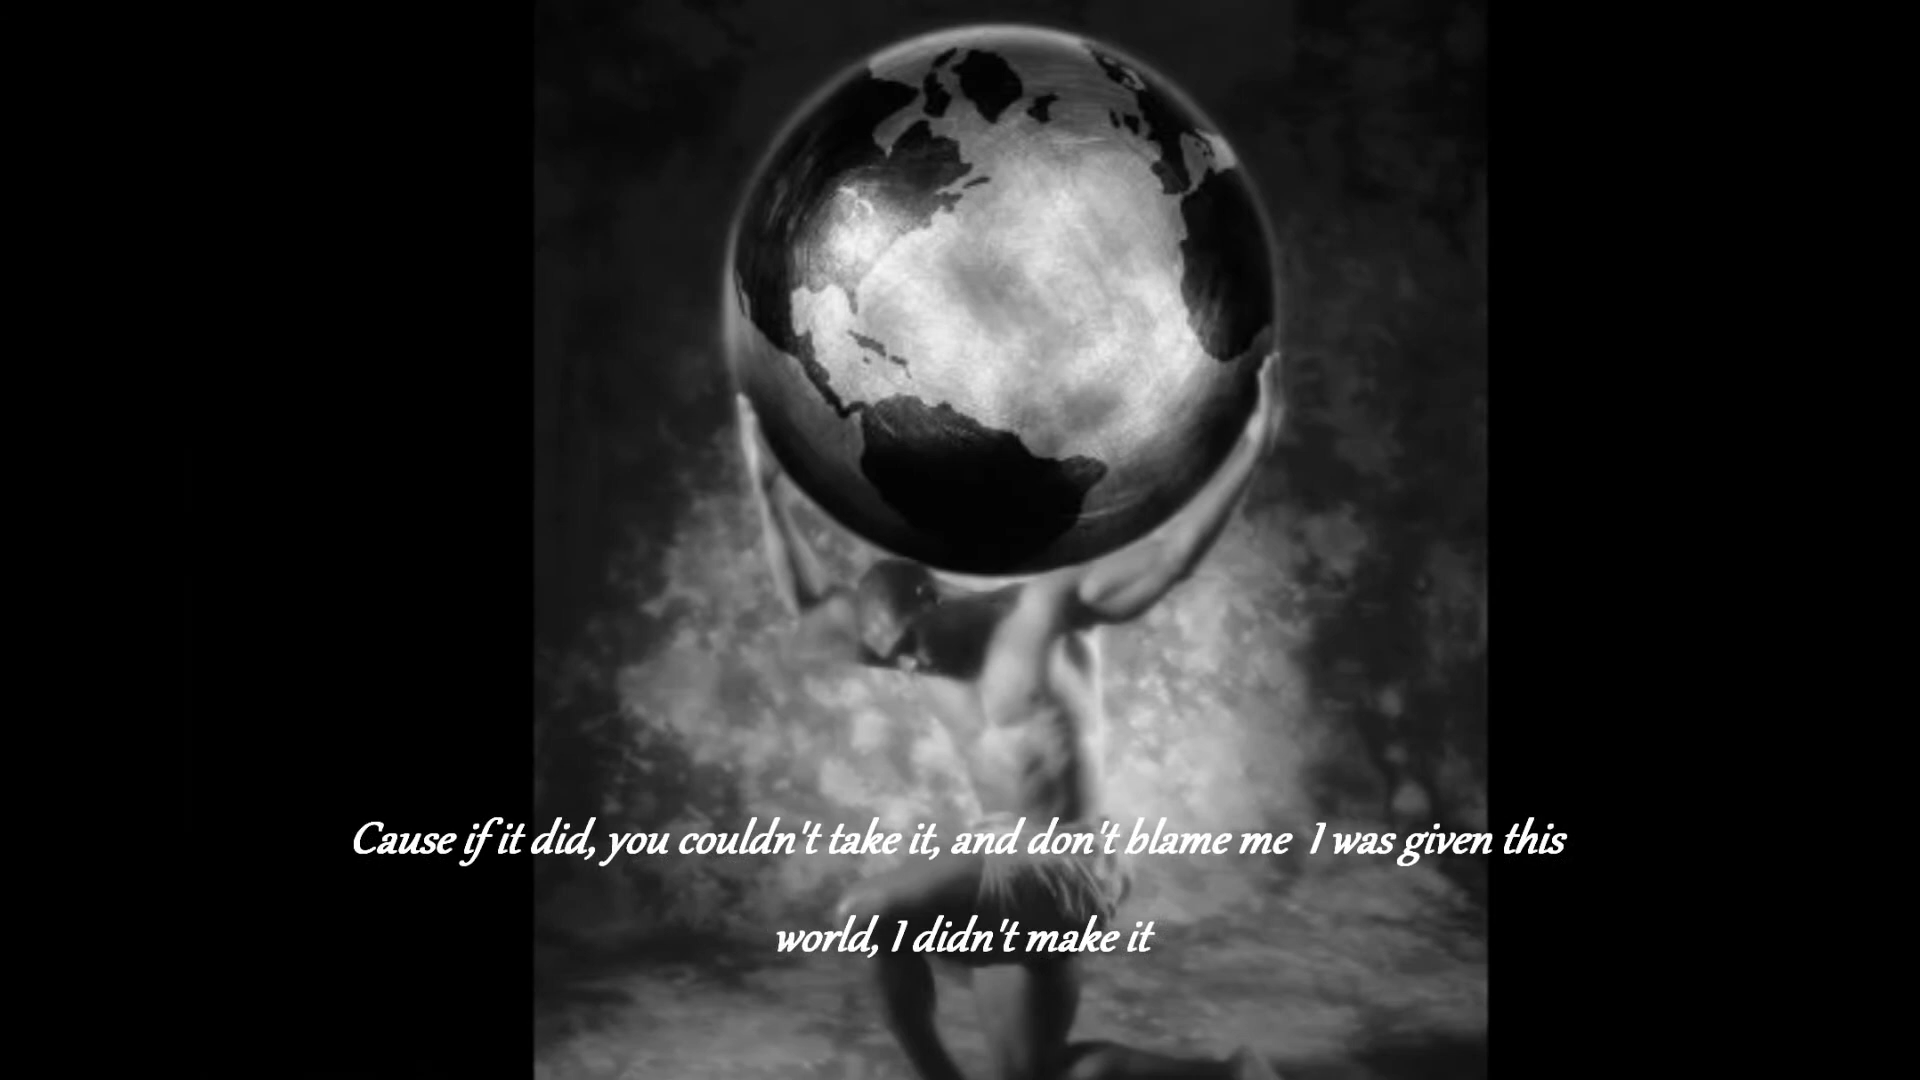 Cause if it did, you couldn't take it, and don't blame me  I was given this
world, I didn't make it